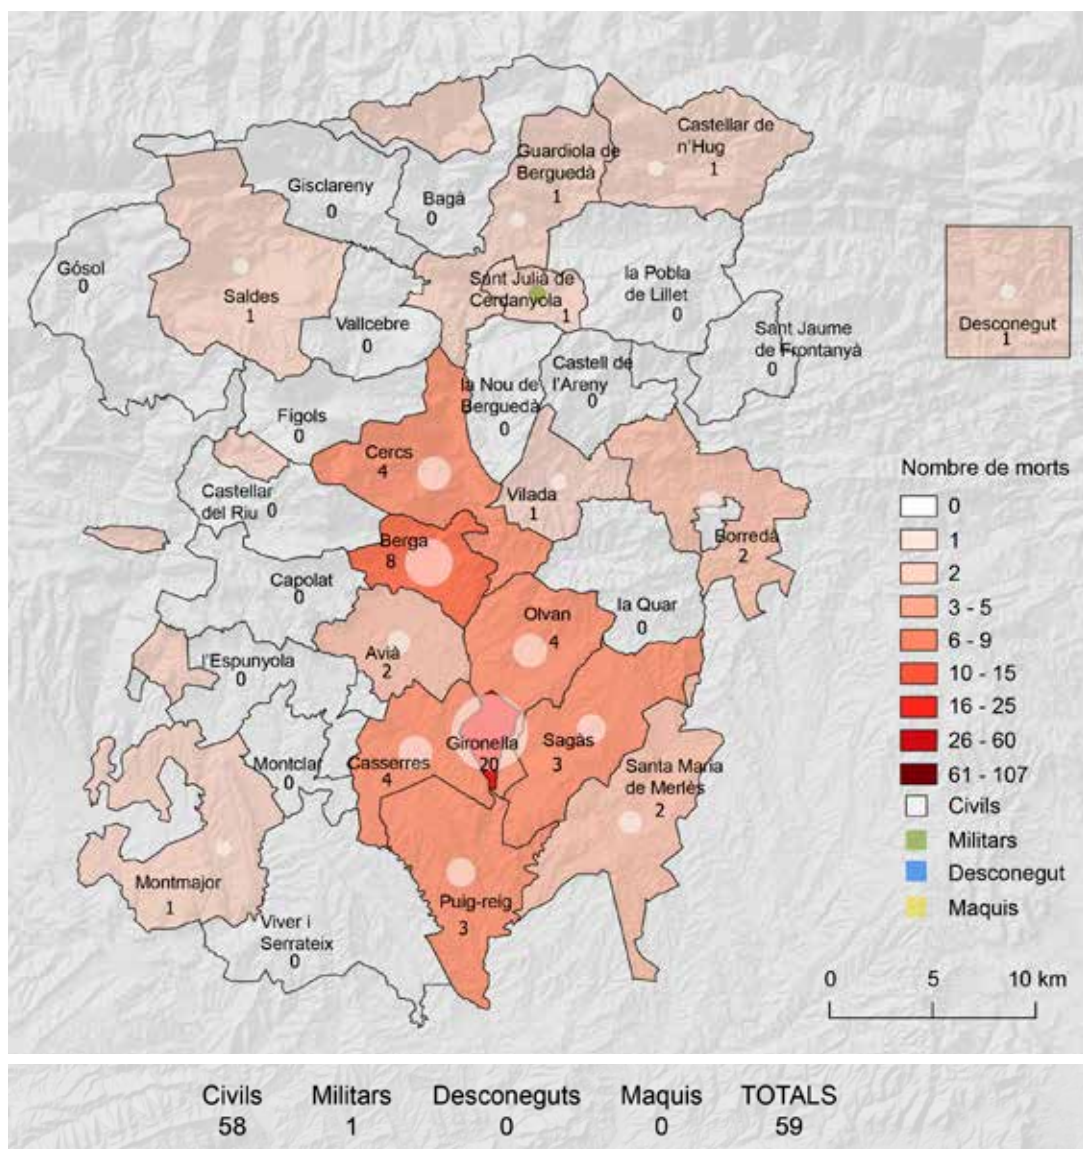 Castellar de
n'Hug
1
Guardiola de
Berguedà
1
Gisclareny
0
Bagà
0
Gósol
0
Saldes
1
Sant Julià de
Cerdanyola
1
la Pobla
de Lillet
0
Vallcebre
0
Sant Jaume
de Frontanyà
0
Desconegut
1
Castell de
l'Areny
0
la Nou de
Berguedà
0
Fígols
0
Cercs
4
Castellar
del Riu 0
Vilada
1
Borredà
2
Berga
8
Capolat
0
la Quar
0
Olvan
4
Avià
2
l'Espunyola
0
Gironella
20
Sagàs
3
Casserres
4
Montclar
0
Santa Maria
de Merlès
2
Montmajor
1
Puig-reig
3
Viver i
Serrateix
0
Nombre de morts
0
1
2
3 - 5
6 - 9
10 - 15
16 - 25
26 - 60
61 - 107
Civils
Militars
Desconegut
Maquis
0 5 10 km
Civils Militars Desconeguts Maquis TOTALS
58 1 0 0 59